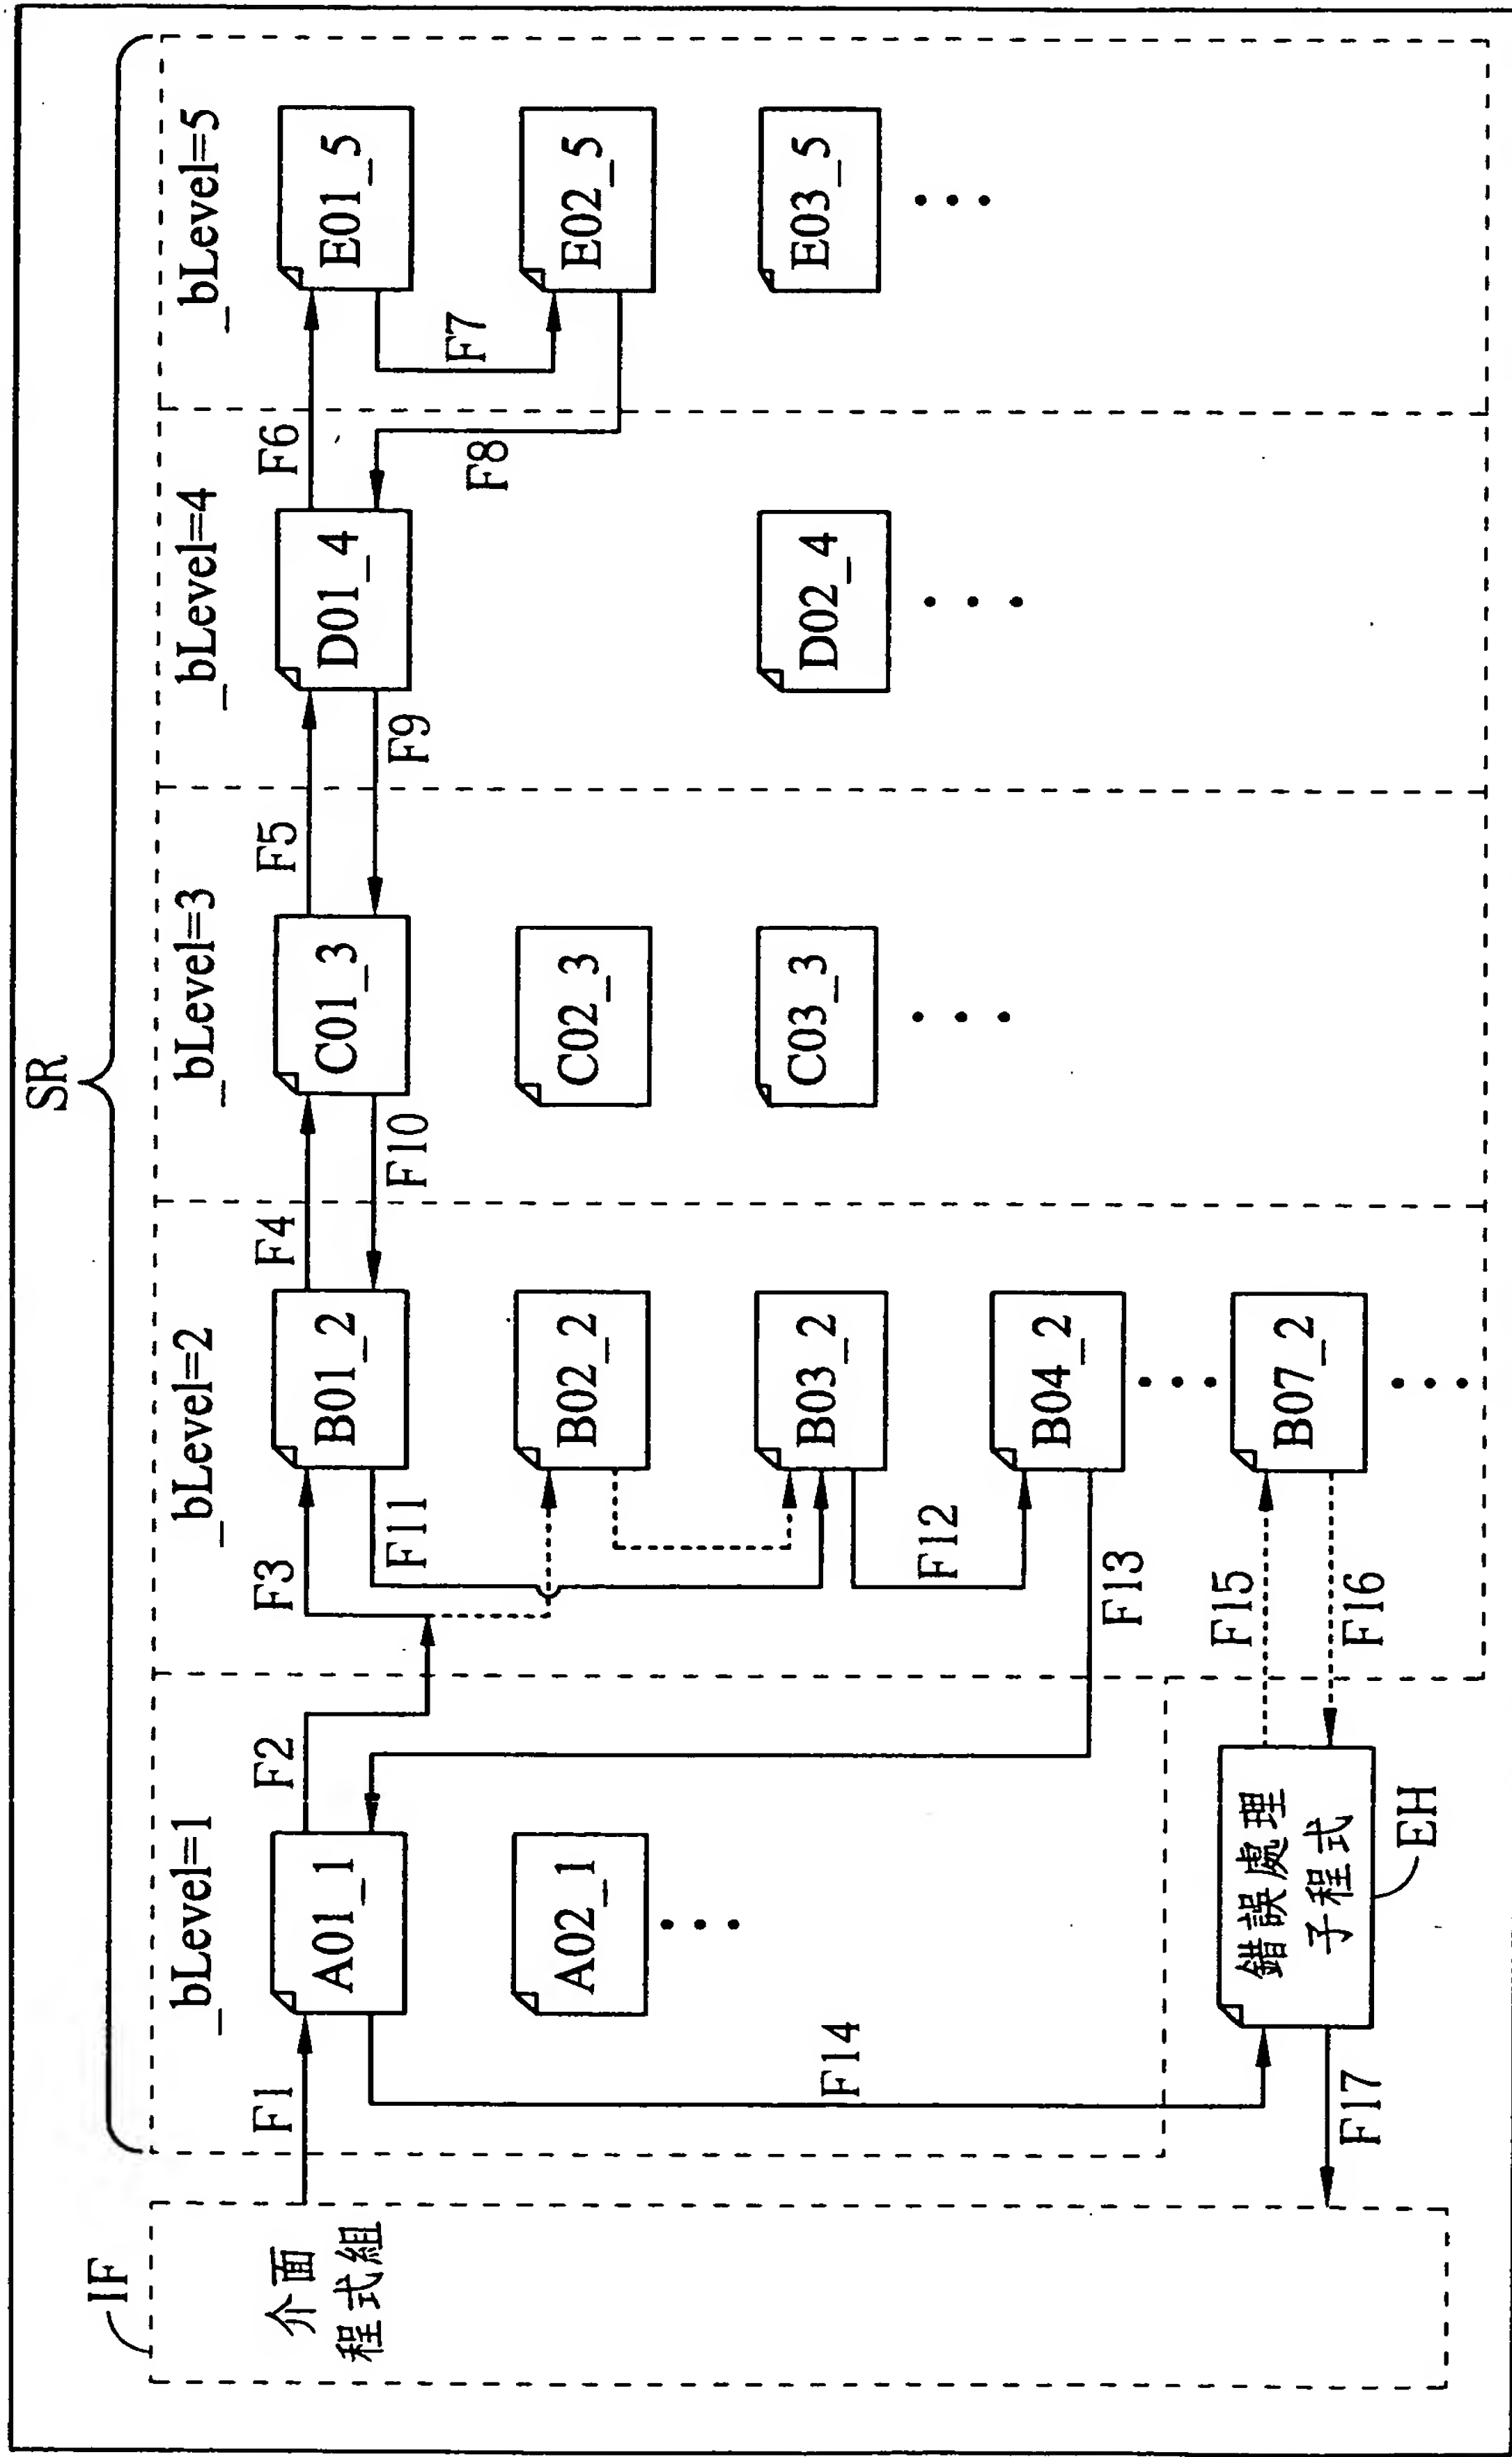 SR
IF
介面
程式組
_bLevel=1
_bLevel=2
_bLevel=3
_bLevel=4
_bLevel=5
F1
A01_1
F2
F3
B01_2
F4
C01_3
F5
D01_4
F6
E01_5
F7
F8
F9
F10
F11
A02_1
B02_2
C02_3
E02_5
B03_2
C03_3
D02_4
E03_5
F12
F14
B04_2
F13
F15
B07_2
F16
錯誤處理
子程式
EH
F17